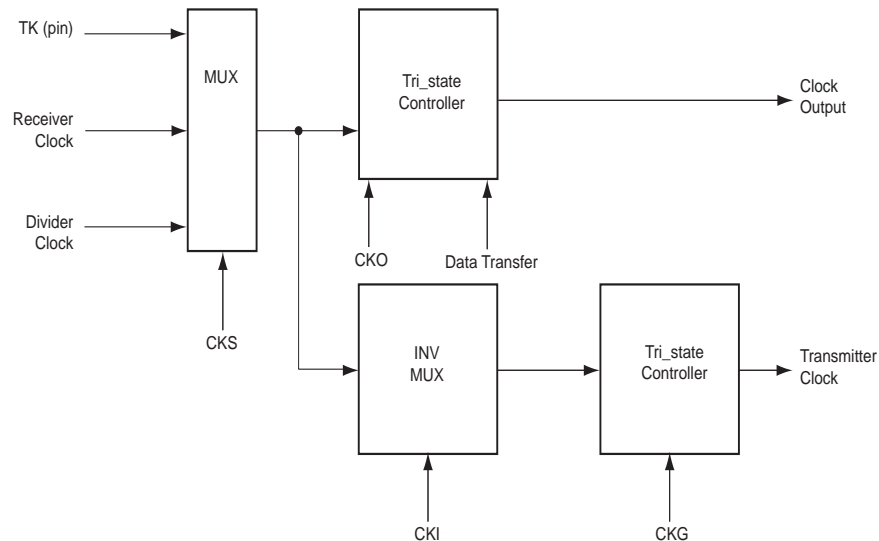 TK (pin)
MUX
Tri_state
Controller
Clock
Output
Receiver
Clock
Divider
Clock
CKO
Data Transfer
CKS
INV
MUX
Tri_state
Controller
Transmitter
Clock
CKI
CKG